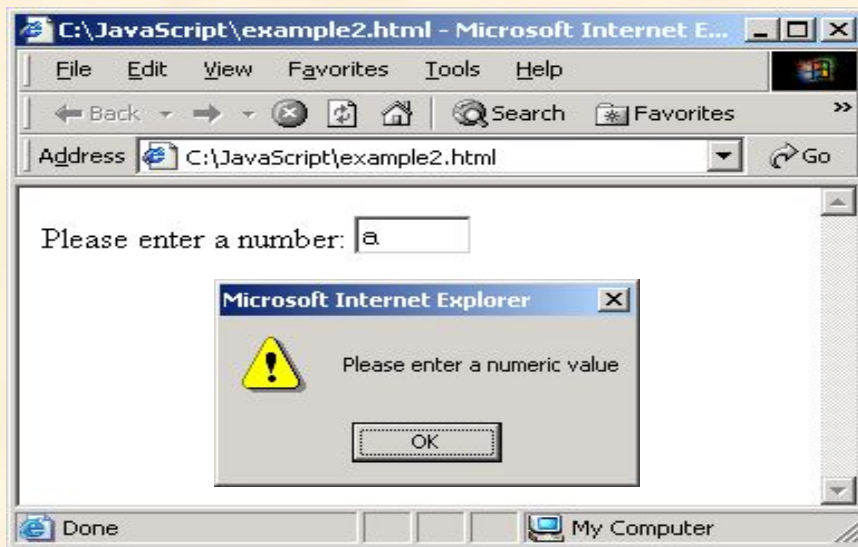 C:\JavaScript\example2.html - Microsoft Internet E...
File Edit View Favorites Tools Help
Back Search Favorites »
Address C:\JavaScript\example2.html Go
Please enter a number: a
Microsoft Internet Explorer
Please enter a numeric value
OK
Done My Computer